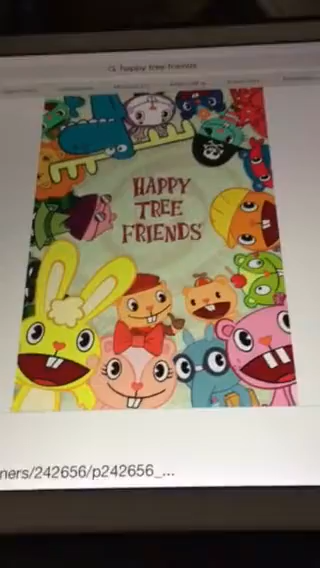 happy tree friends
HAPPY
TREE
FRIENDS
ners/242656/p242656_...